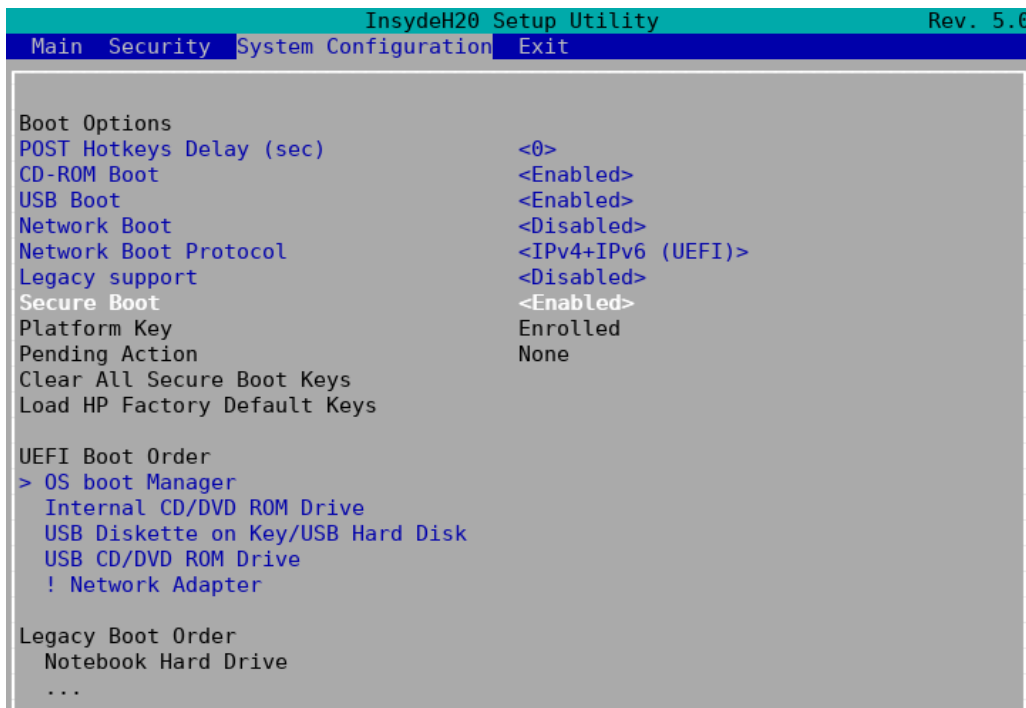 InsydeH20 Setup Utility Rev. 5.0
Main Security System Configuration Exit
Boot Options
POST Hotkeys Delay (sec) <0>
CD-ROM Boot <Enabled>
USB Boot <Enabled>
Network Boot <Disabled>
Network Boot Protocol <IPv4+IPv6 (UEFI)>
Legacy support <Disabled>
Secure Boot <Enabled>
Platform Key Enrolled
Pending Action None
Clear All Secure Boot Keys
Load HP Factory Default Keys
UEFI Boot Order
> OS boot Manager
Internal CD/DVD ROM Drive
USB Diskette on Key/USB Hard Disk
USB CD/DVD ROM Drive
! Network Adapter
Legacy Boot Order
Notebook Hard Drive
...